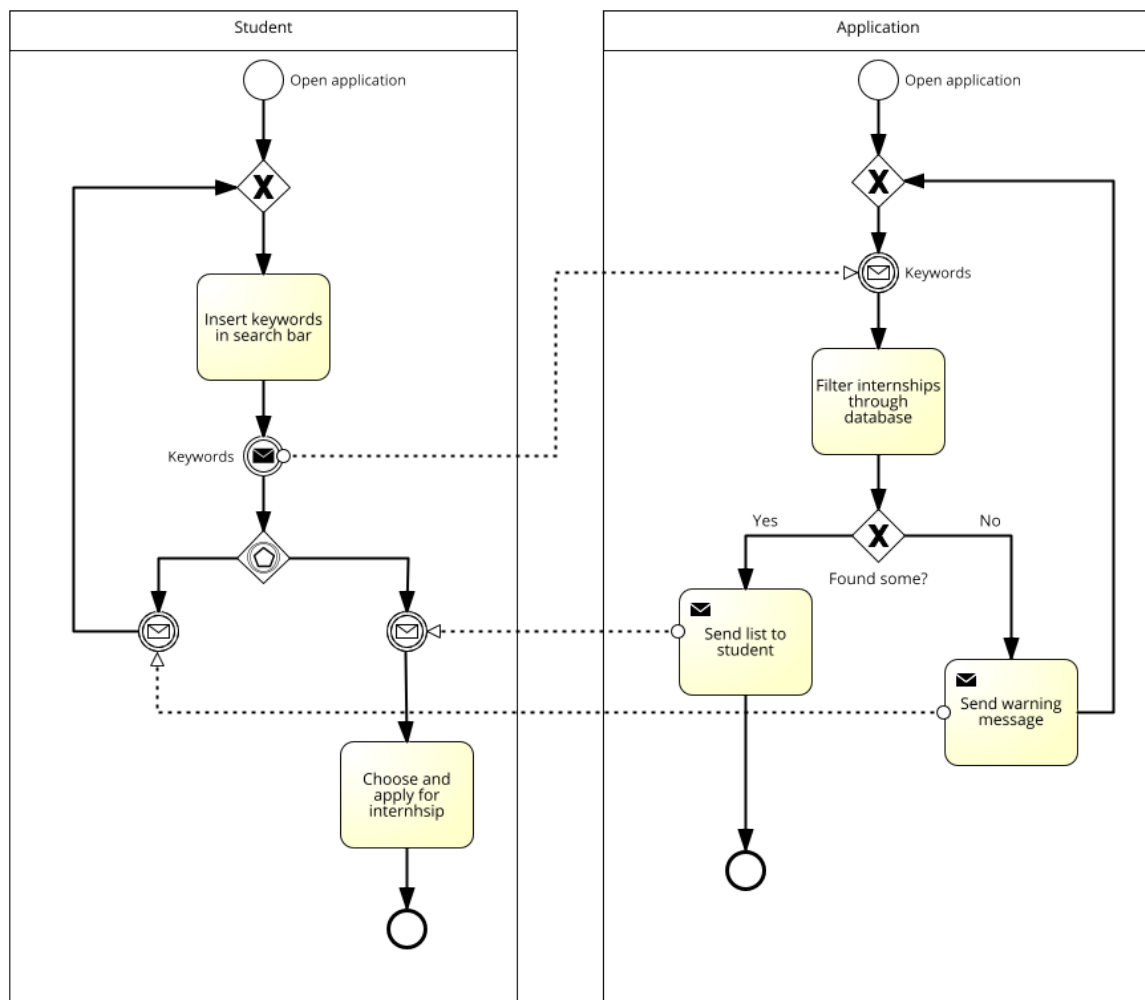 Student
Application
Open application
Open application
Keywords
Insert keywords
in search bar
Filter internships
through
database
Keywords
Yes
No
Found some?
Send list to
student
Send warning
message
Choose and
apply for
internhsip